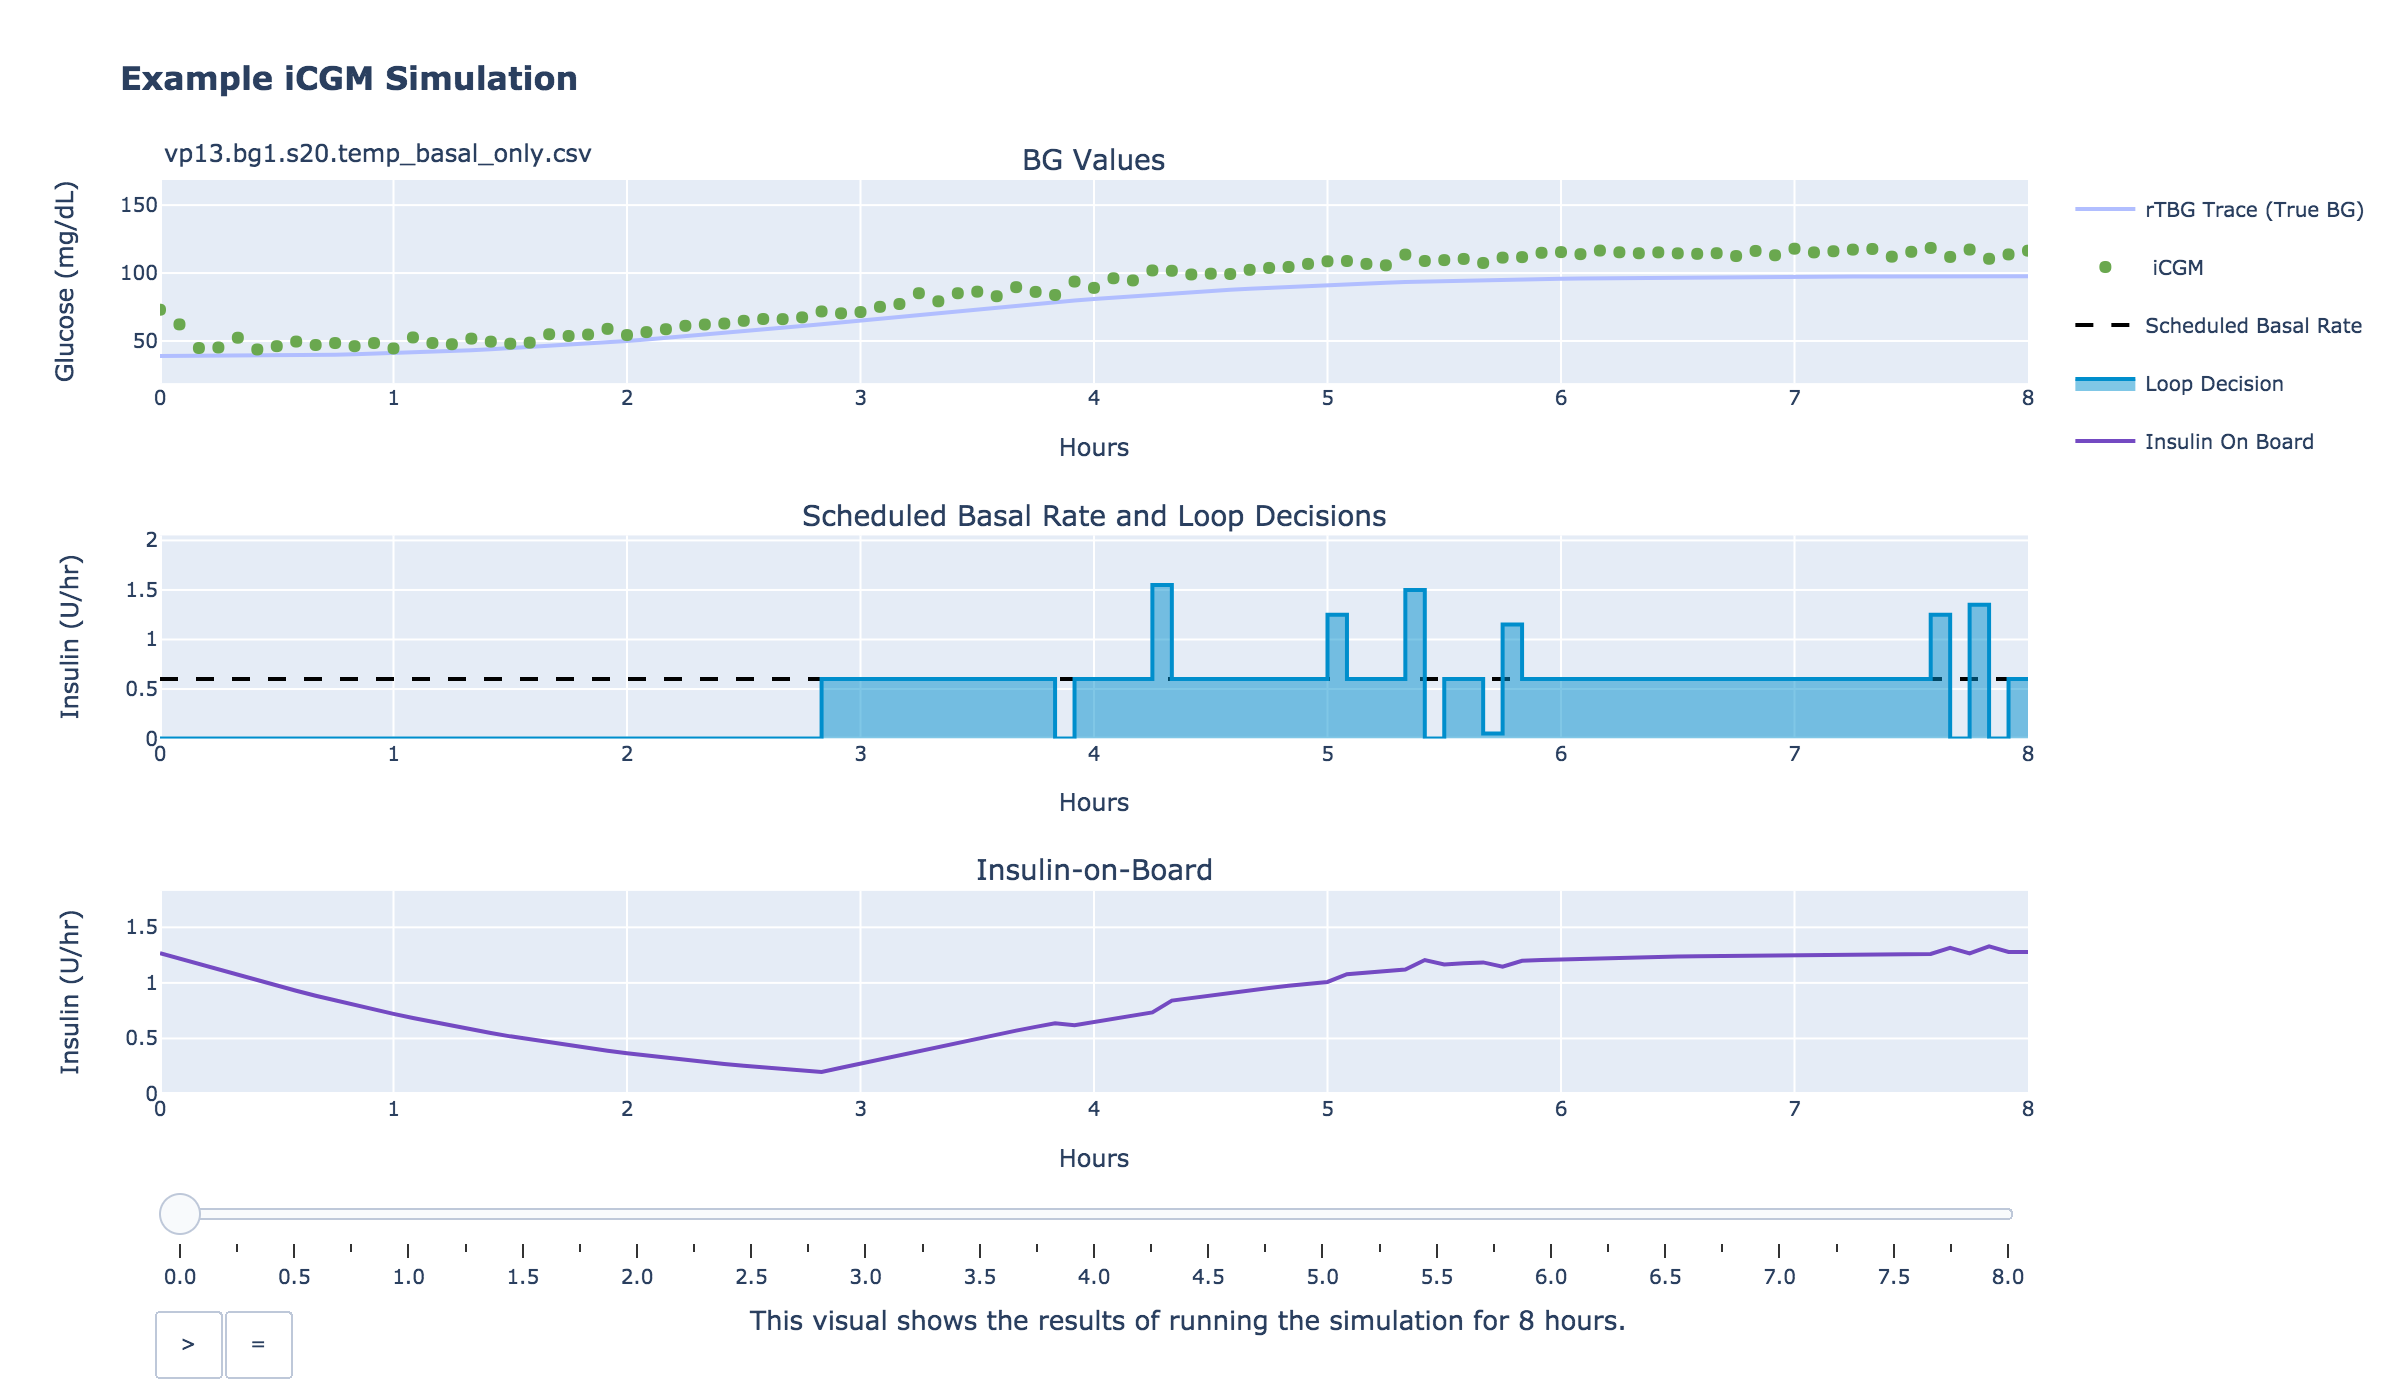 Example iCGM Simulation
vp13.bg1.s20.temp_basal_only.csv
BG Values
Glucose (mg/dL)
150
100
50
0 1 2 3 4 5 6 7 8
Hours
rTBG Trace (True BG)
iCGM
Scheduled Basal Rate
Loop Decision
Insulin On Board
Scheduled Basal Rate and Loop Decisions
Insulin (U/hr)
2
1.5
1
0.5
0
0 1 2 3 4 5 6 7 8
Hours
Insulin-on-Board
Insulin (U/hr)
1.5
1
0.5
0
0 1 2 3 4 5 6 7 8
Hours
0.0 0.5 1.0 1.5 2.0 2.5 3.0 3.5 4.0 4.5 5.0 5.5 6.0 6.5 7.0 7.5 8.0
This visual shows the results of running the simulation for 8 hours.
> =